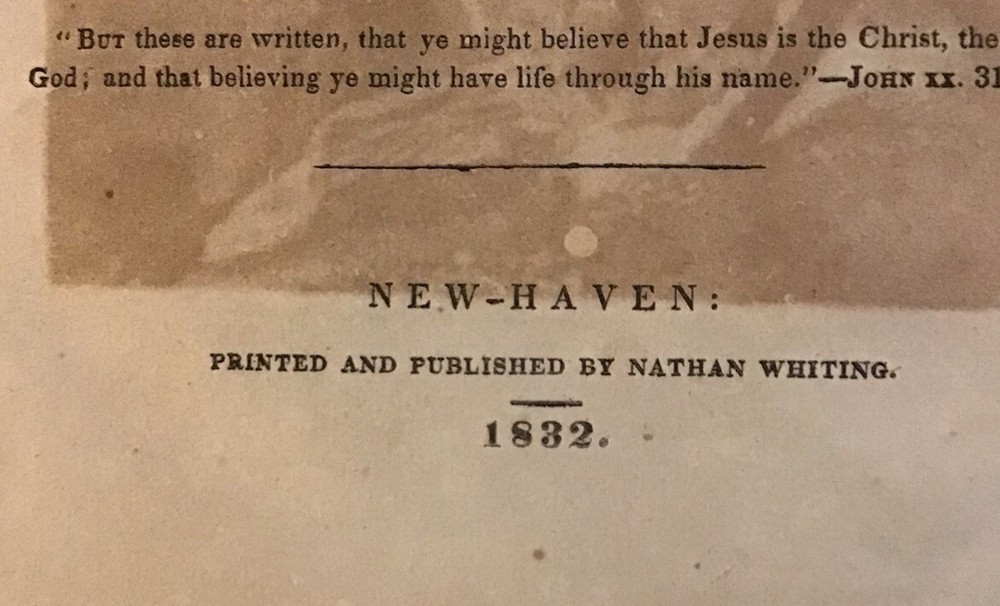 "But these are written, that ye might believe that Jesus is the Christ, the
God; and that believing ye might have life through his name."—John xx. 31
NEW-HAVEN:
PRINTED AND PUBLISHED BY NATHAN WHITING.
1832.